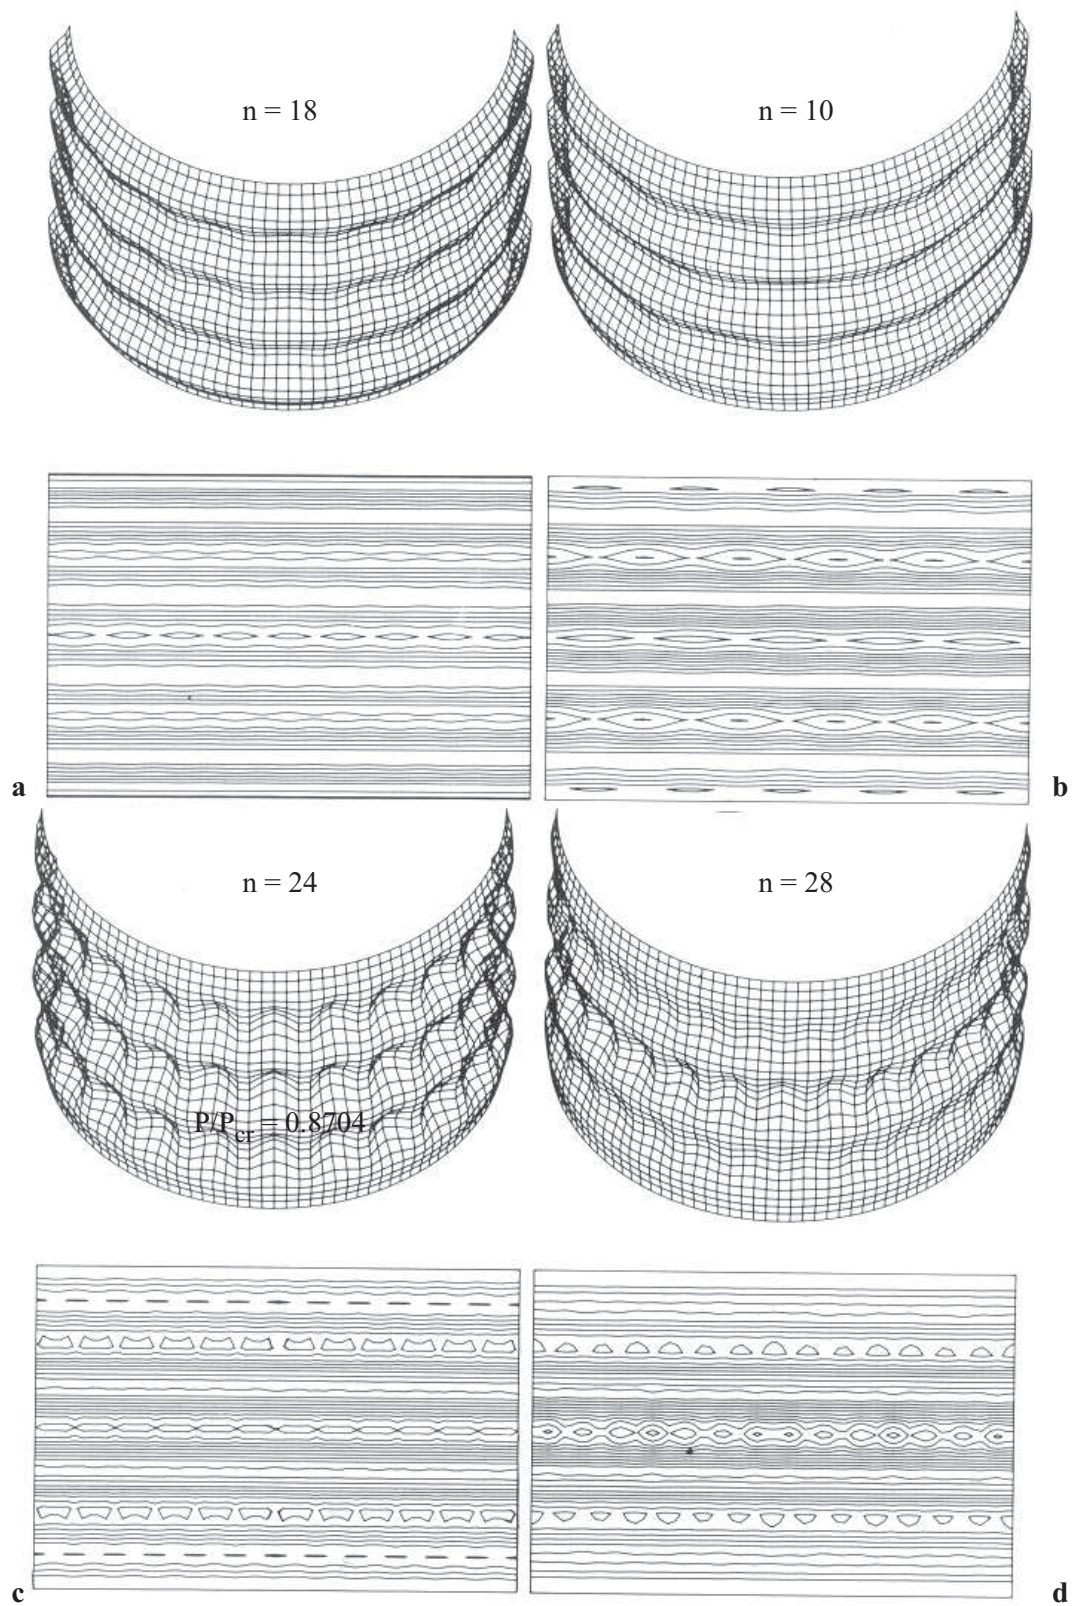 n = 18
n = 10
a
b
n = 24
n = 28
P/Pcr = 0.8704
c
d